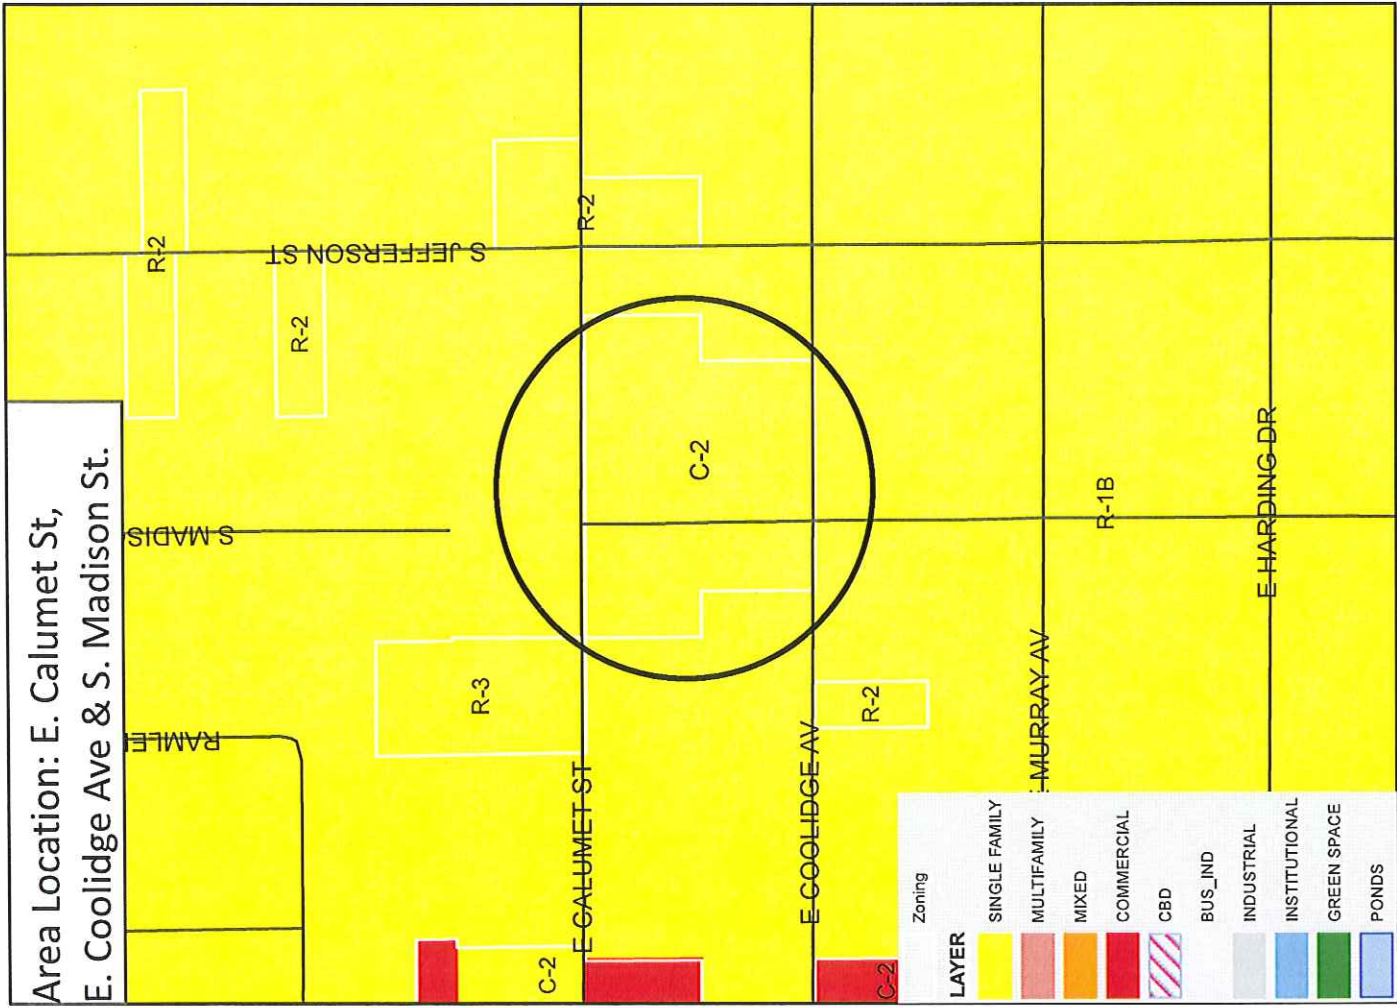 Area Location: E. Calumet St,
E. Coolidge Ave & S. Madison St.
R-2
R-2
S JEFFERSON ST
R-2
S MADIS
RAMLE
R-3
C-2
R-2
E CALUMET ST
E COOLIDGE AV
MURRAY AV
R-1B
E HARDING DR
C-2
C-2
Zoning
LAYER
SINGLE FAMILY
MULTIFAMILY
MIXED
COMMERCIAL
CBD
BUS_IND
INDUSTRIAL
INSTITUTIONAL
GREEN SPACE
PONDS